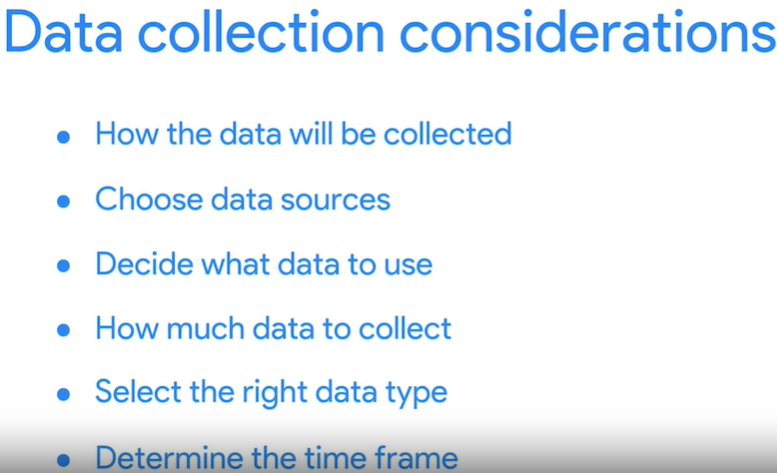 Data collection considerations
• How the data will be collected
• Choose data sources
• Decide what data to use
• How much data to collect
• Select the right data type
• Determine the time frame